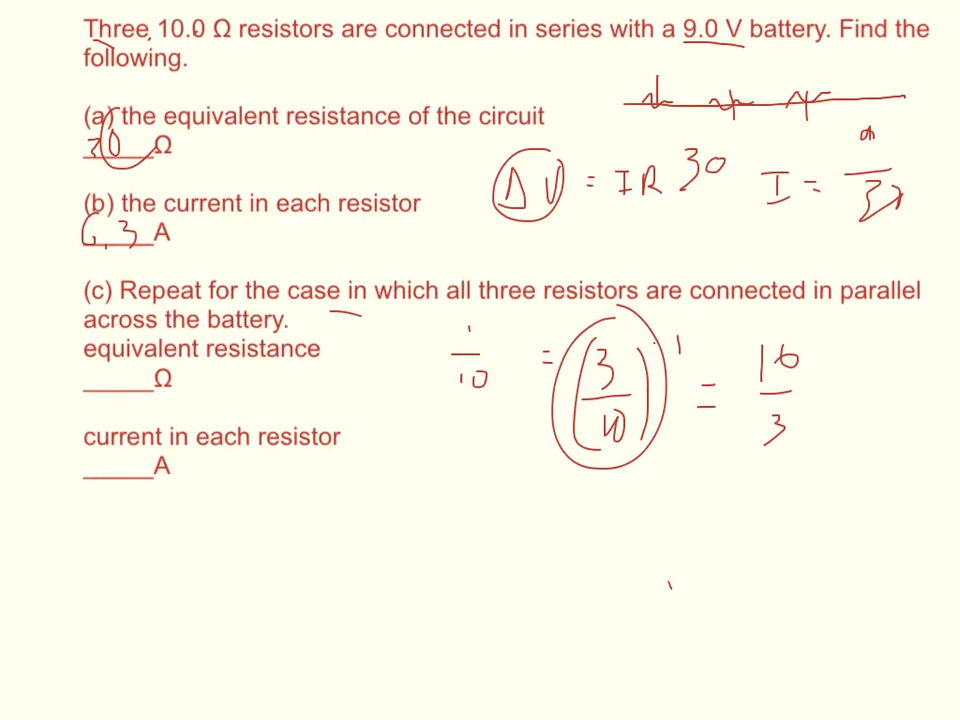 Three 10.0 Ω resistors are connected in series with a 9.0 V battery. Find the
following.
(a) the equivalent resistance of the circuit
30 Ω
ΔV = IR 30 I =
(b) the current in each resistor
A
(c) Repeat for the case in which all three resistors are connected in parallel
across the battery.
equivalent resistance
_____Ω
1/10 = (3/10) = 10/3
current in each resistor
_____A